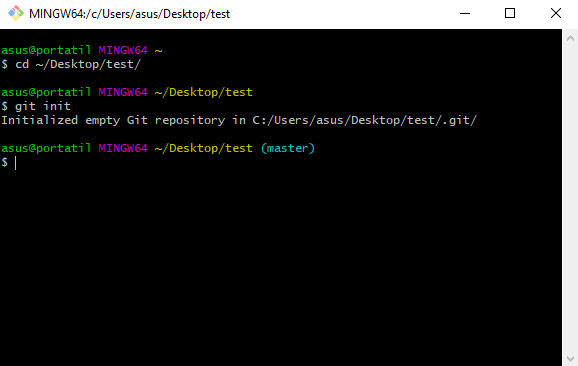 MINGW64:/c/Users/asus/Desktop/test
asus@portatil MINGW64 ~
$ cd ~/Desktop/test/
asus@portatil MINGW64 ~/Desktop/test
$ git init
Initialized empty Git repository in C:/Users/asus/Desktop/test/.git/
asus@portatil MINGW64 ~/Desktop/test (master)
$